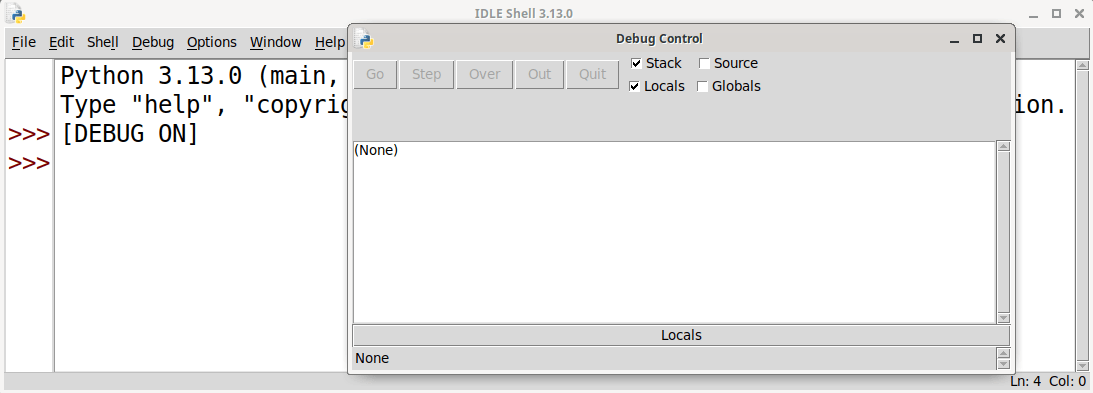 IDLE Shell 3.13.0
File Edit Shell Debug Options Window Help
Python 3.13.0 (main,
Type "help", "copyrig
ion.
>>> [DEBUG ON]
>>>
Debug Control
Go Step Over Out Quit
Stack Source
Locals Globals
(None)
Locals
None
Ln: 4 Col: 0